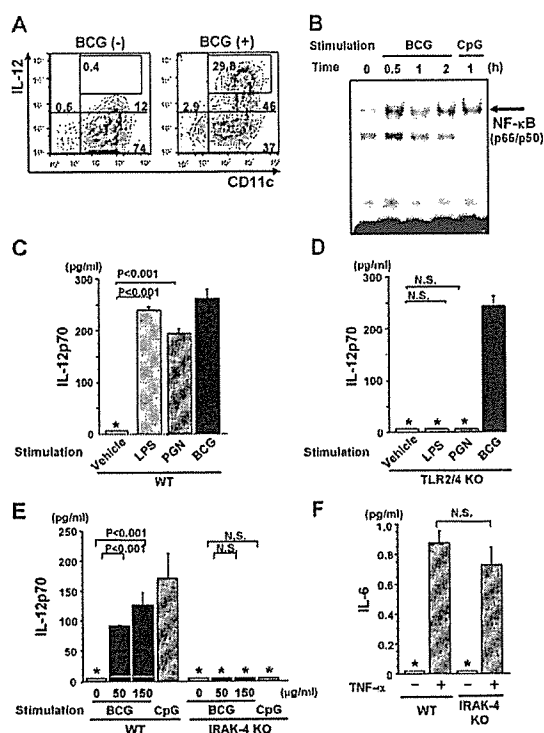 A
BCG (-)
BCG (+)
IL-12
0.4
0.6
12
74
29.8
2.9
46
37
CD11c
B
Stimulation BCG CpG
Time 0 0.5 1 2 1 (h)
NF-κB
(p65/p50)
C
(pg/ml)
P<0.001
P<0.001
IL-12p70
300
200
100
0
*
Stimulation
Vehicle LPS PGN BCG
WT
D
(pg/ml)
N.S.
N.S.
IL-12p70
300
200
100
0
* * *
Stimulation
Vehicle LPS PGN BCG
TLR2/4 KO
E
(pg/ml)
P<0.001 N.S.
P<0.001 N.S.
IL-12p70
250
200
150
100
50
0
* * * * *
0 50 150 0 50 150 (μg/ml)
Stimulation BCG CpG BCG CpG
WT IRAK-4 KO
F
(pg/ml)
N.S.
IL-6
1.0
0.8
0.6
0.4
0.2
0
* *
TNF-α − + − +
WT IRAK-4
KO